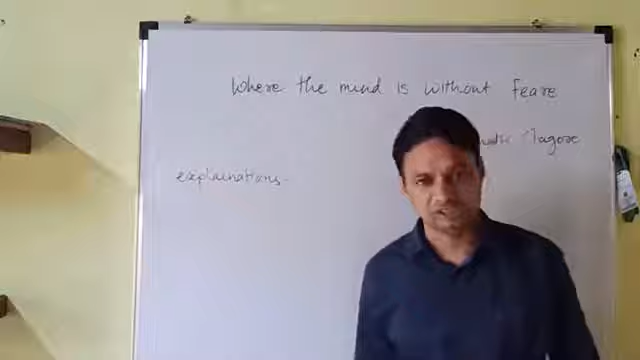 Where the mind is without feare
Tagore
explainations-